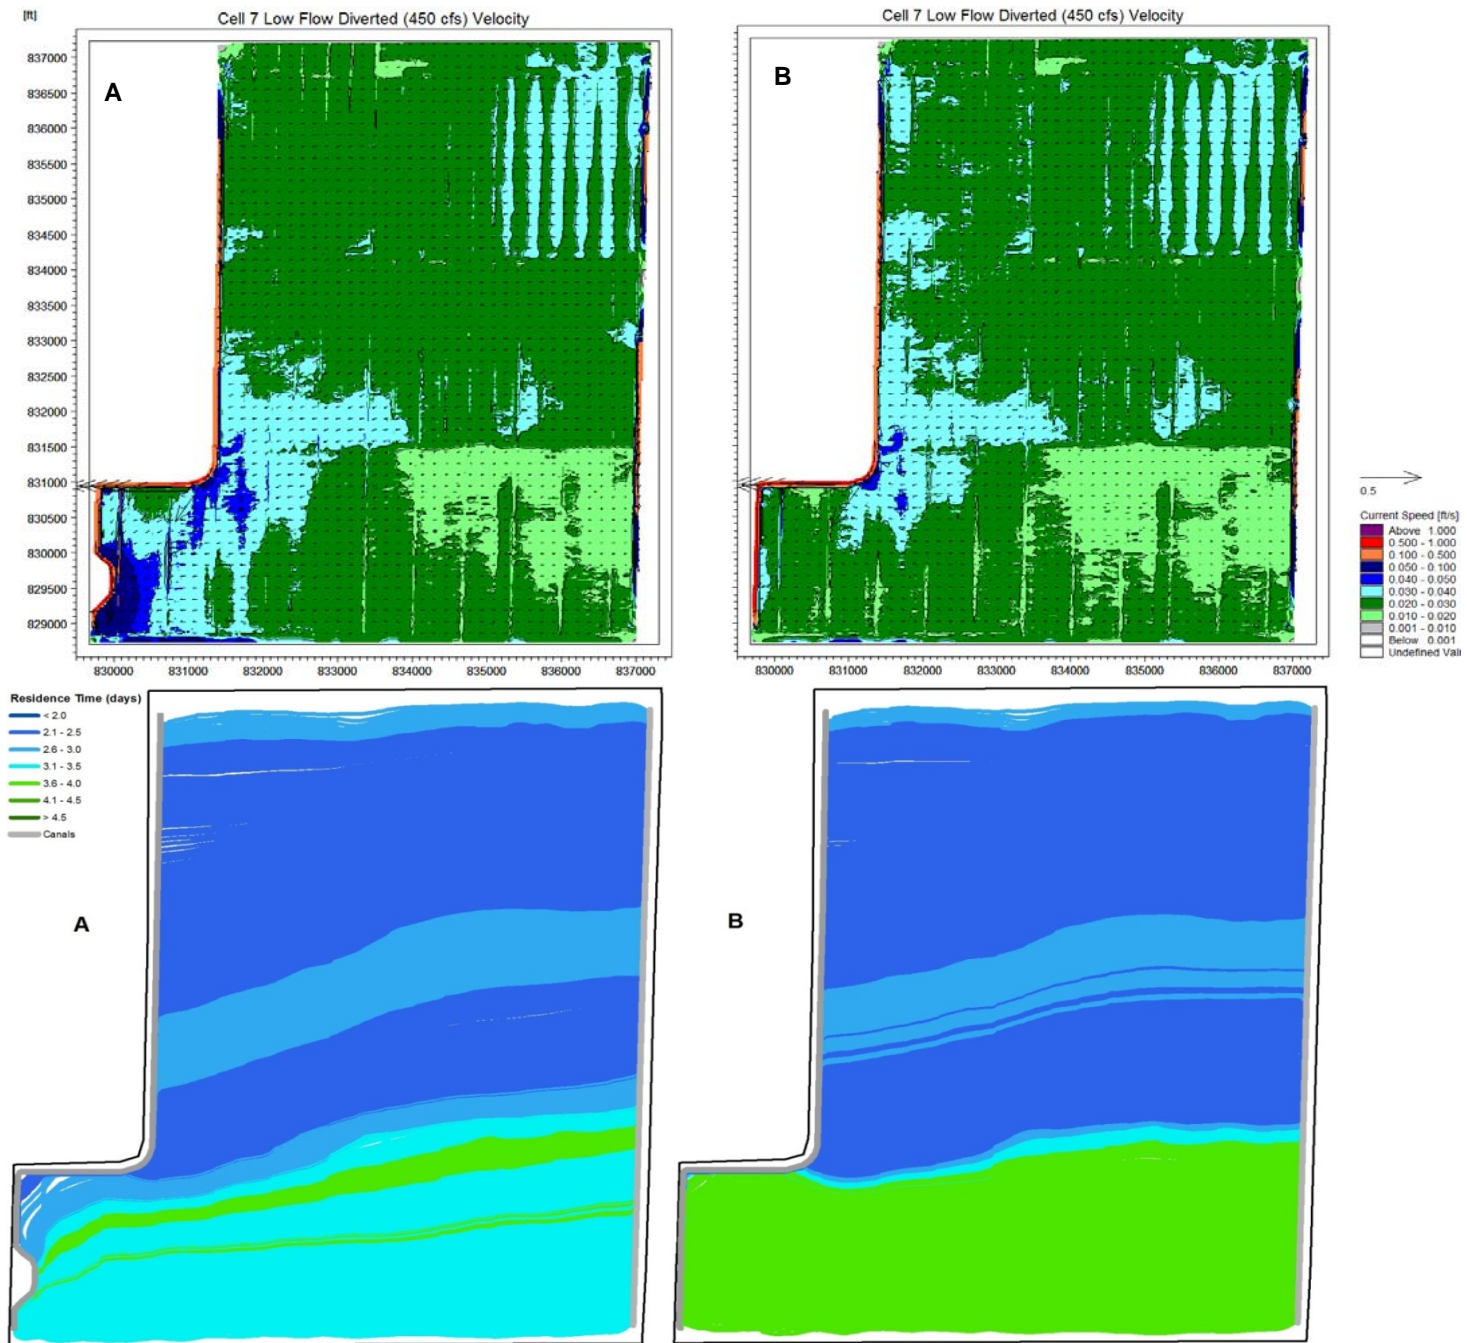 [ft]
Cell 7 Low Flow Diverted (450 cfs) Velocity
837000
836500
836000
835500
835000
834500
834000
833000
832500
832000
831500
831000
830500
830000
829500
829000
A
830000 831000 832000 833000 834000 835000 836000 837000
Cell 7 Low Flow Diverted (450 cfs) Velocity
B
830000 831000 832000 833000 834000 835000 836000 837000
0.5
Current Speed [ft/s]
Above 1.000
0.500 - 1.000
0.100 - 0.500
0.050 - 0.100
0.040 - 0.050
0.030 - 0.040
0.020 - 0.030
0.010 - 0.020
0.001 - 0.010
Below 0.001
Undefined Val
Residence Time (days)
< 2.0
2.1 - 2.5
2.6 - 3.0
3.1 - 3.5
3.6 - 4.0
4.1 - 4.5
> 4.5
Canals
A
B